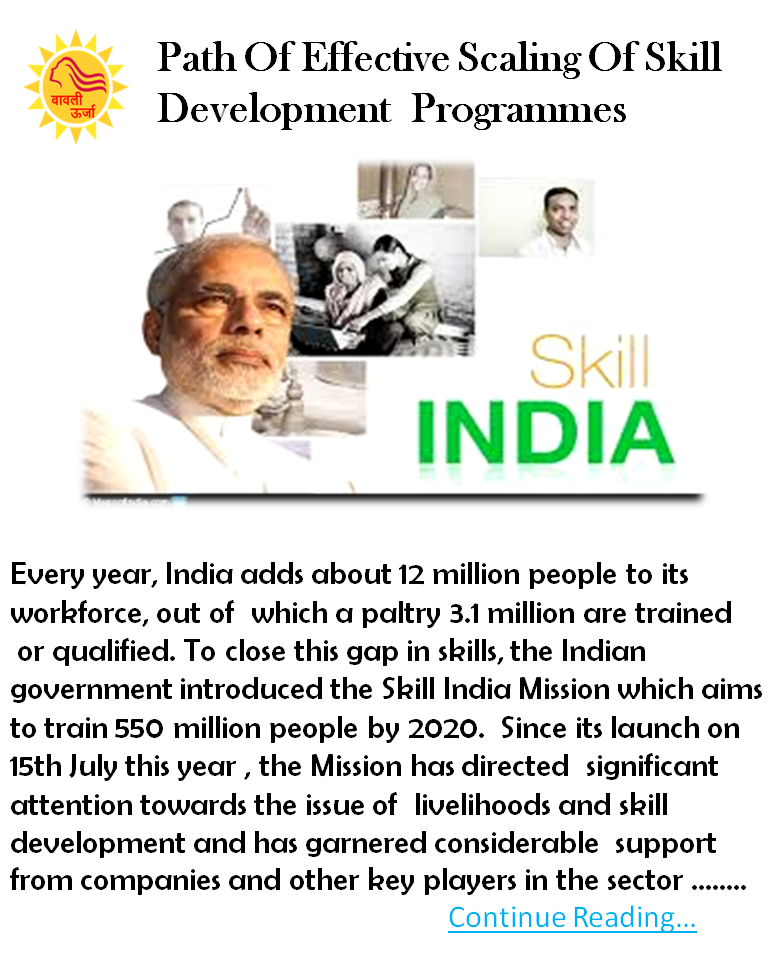 बावली
ऊर्जा
Path Of Effective Scaling Of Skill
Development Programmes
Skill
INDIA
Every year, India adds about 12 million people to its
workforce, out of which a paltry 3.1 million are trained
or qualified. To close this gap in skills, the Indian
government introduced the Skill India Mission which aims
to train 550 million people by 2020. Since its launch on
15th July this year , the Mission has directed significant
attention towards the issue of livelihoods and skill
development and has garnered considerable support
from companies and other key players in the sector ........
Continue Reading...